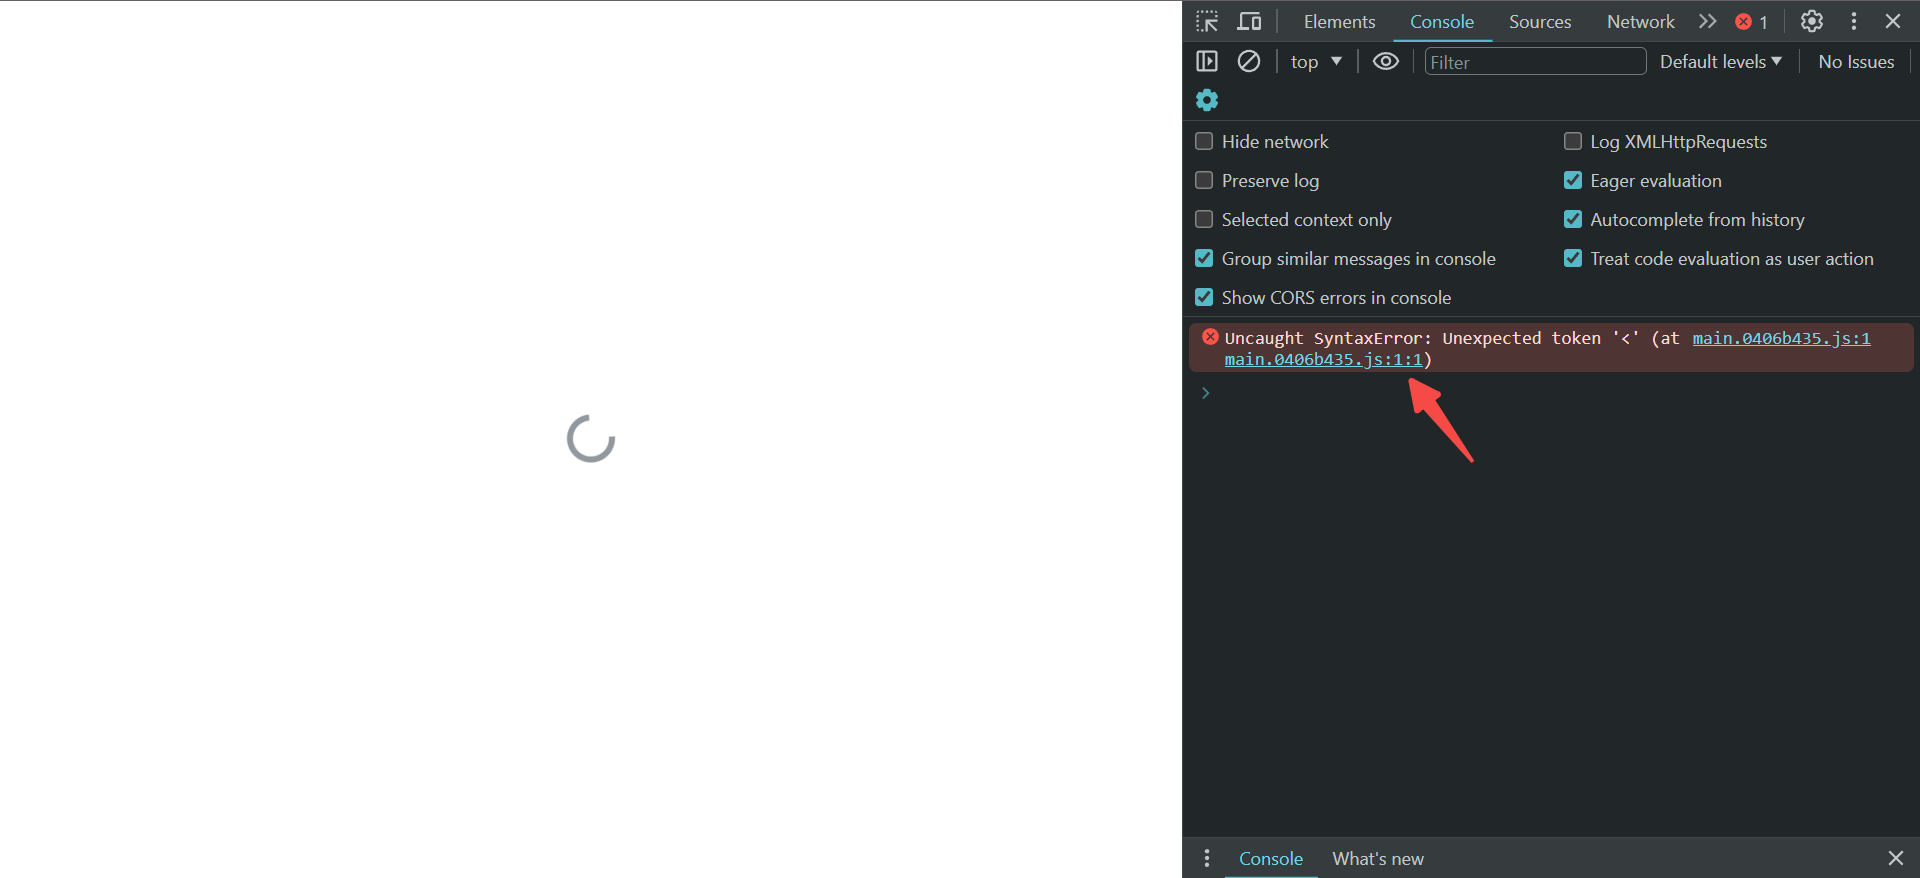 Elements Console Sources Network 1
top Filter Default levels No Issues
Hide network
Log XMLHttpRequests
Preserve log
Eager evaluation
Selected context only
Autocomplete from history
Group similar messages in console
Treat code evaluation as user action
Show CORS errors in console
Uncaught SyntaxError: Unexpected token '<' (at main.0406b435.js:1
main.0406b435.js:1:1)
Console What's new